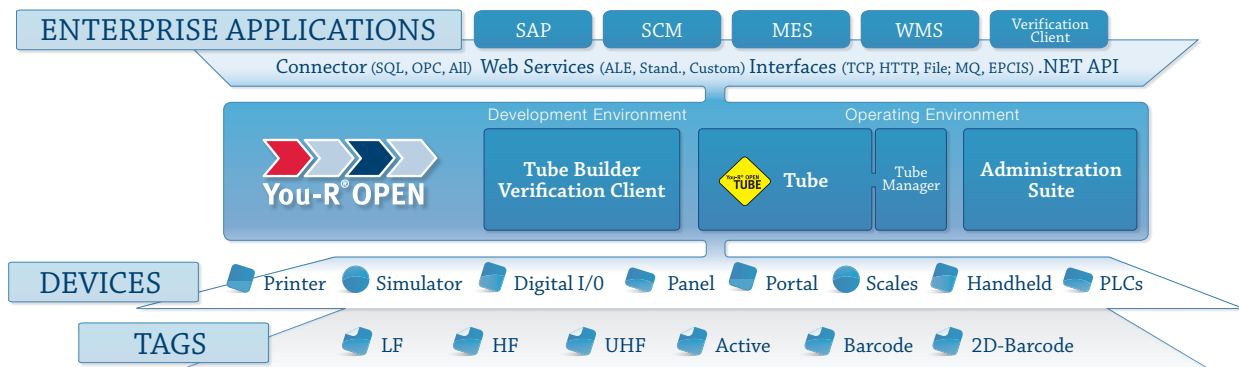 ENTERPRISE APPLICATIONS
SAP
SCM
MES
WMS
Verification
Client
Connector (SQL, OPC, All) Web Services (ALE, Stand., Custom) Interfaces (TCP, HTTP, File; MQ, EPCIS) .NET API
Development Environment
Operating Environment
You-R® OPEN
Tube Builder
Verification Client
You-R® OPEN
TUBE
Tube
Tube
Manager
Administration
Suite
DEVICES
Printer
Simulator
Digital I/0
Panel
Portal
Scales
Handheld
PLCs
TAGS
LF
HF
UHF
Active
Barcode
2D-Barcode